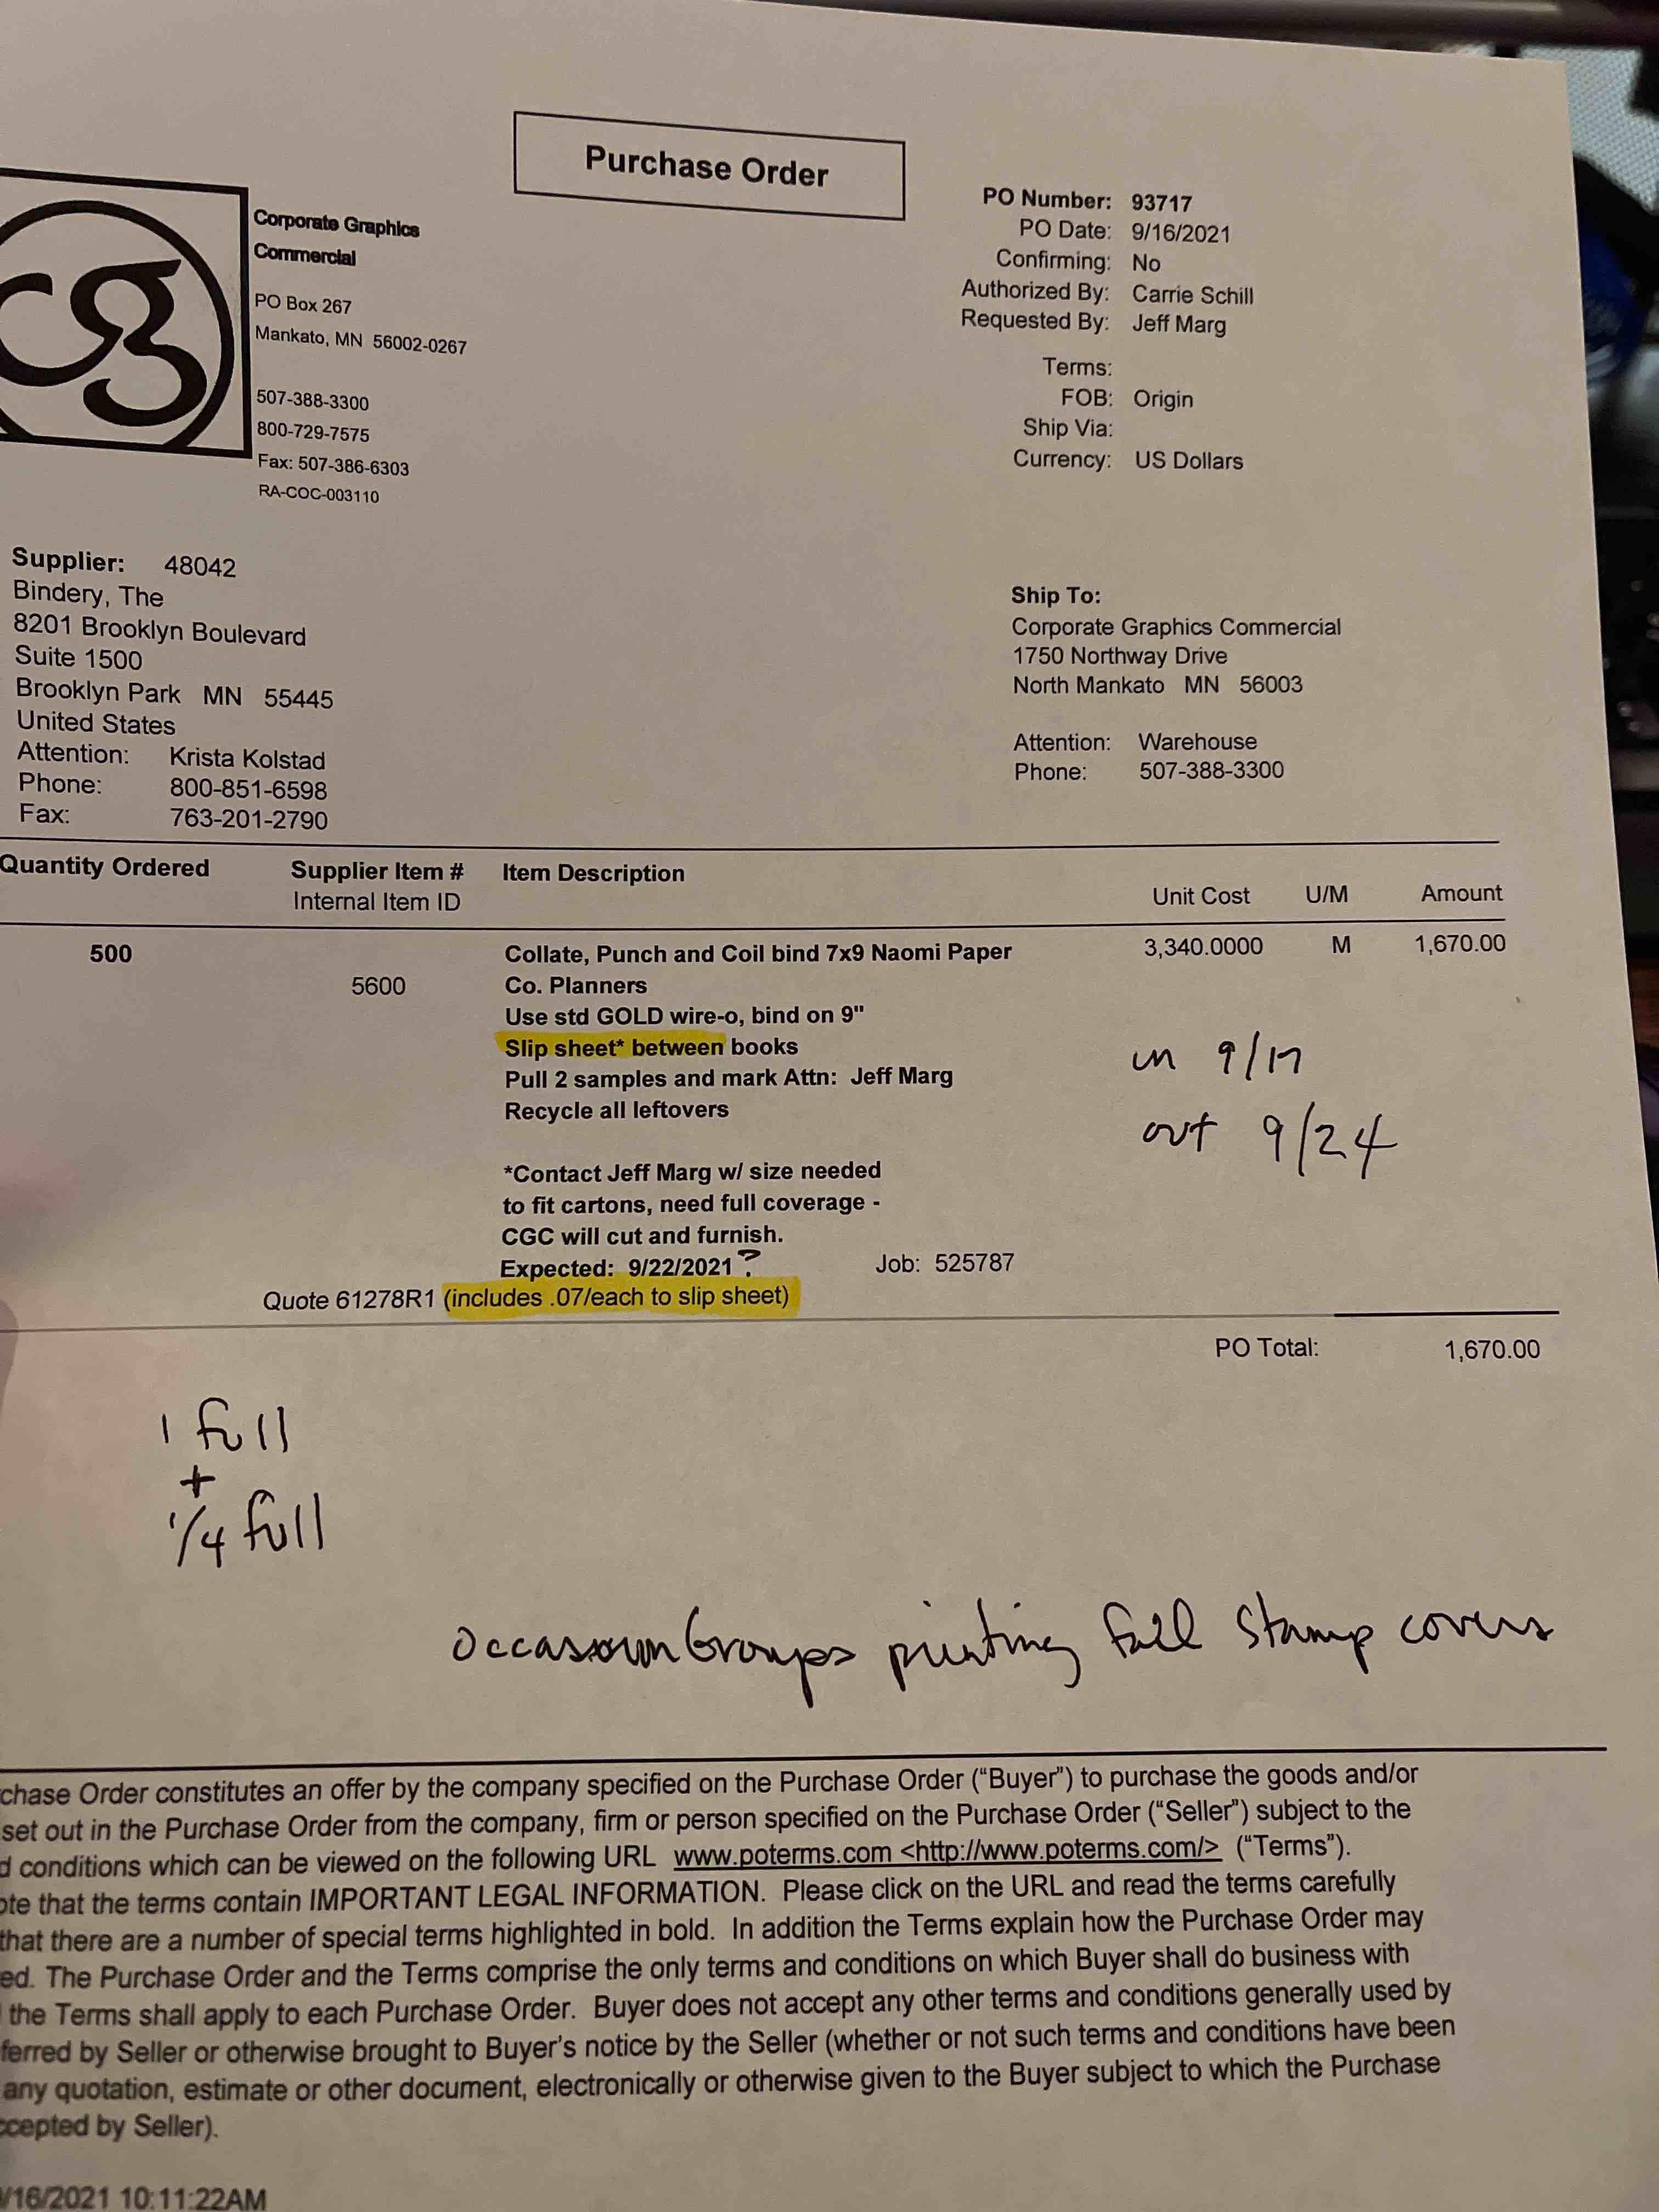 Purchase Order
cg
Corporate Graphics
Commercial
PO Box 267
Mankato, MN 56002-0267
507-388-3300
800-729-7575
Fax: 507-386-6303
RA-COC-003110
PO Number: 93717
PO Date: 9/16/2021
Confirming: No
Authorized By: Carrie Schill
Requested By: Jeff Marg
Terms:
FOB: Origin
Ship Via:
Currency: US Dollars
Supplier: 48042
Bindery, The
8201 Brooklyn Boulevard
Suite 1500
Brooklyn Park MN 55445
United States
Attention: Krista Kolstad
Phone: 800-851-6598
Fax: 763-201-2790
Ship To:
Corporate Graphics Commercial
1750 Northway Drive
North Mankato MN 56003
Attention: Warehouse
Phone: 507-388-3300
Quantity Ordered Supplier Item # Item Description
Internal Item ID Unit Cost U/M Amount
500 Collate, Punch and Coil bind 7x9 Naomi Paper 3,340.0000 M 1,670.00
5600 Co. Planners
Use std GOLD wire-o, bind on 9"
Slip sheet* between books
Pull 2 samples and mark Attn: Jeff Marg
Recycle all leftovers
in 9/17
out 9/24
*Contact Jeff Marg w/ size needed
to fit cartons, need full coverage -
CGC will cut and furnish.
Expected: 9/22/2021 ? Job: 525787
Quote 61278R1 (includes .07/each to slip sheet)
PO Total: 1,670.00
1 full
+
1/4 full
printing foil stamp covers
chase Order constitutes an offer by the company specified on the Purchase Order (“Buyer”) to purchase the goods and/or
set out in the Purchase Order from the company, firm or person specified on the Purchase Order (“Seller”) subject to the
d conditions which can be viewed on the following URL www.poterms.com <http://www.poterms.com/> (“Terms”).
ote that the terms contain IMPORTANT LEGAL INFORMATION. Please click on the URL and read the terms carefully
that there are a number of special terms highlighted in bold. In addition the Terms explain how the Purchase Order may
ed. The Purchase Order and the Terms comprise the only terms and conditions on which Buyer shall do business with
the Terms shall apply to each Purchase Order. Buyer does not accept any other terms and conditions generally used by
ferred by Seller or otherwise brought to Buyer’s notice by the Seller (whether or not such terms and conditions have been
any quotation, estimate or other document, electronically or otherwise given to the Buyer subject to which the Purchase
ccepted by Seller).
/16/2021 10:11:22AM